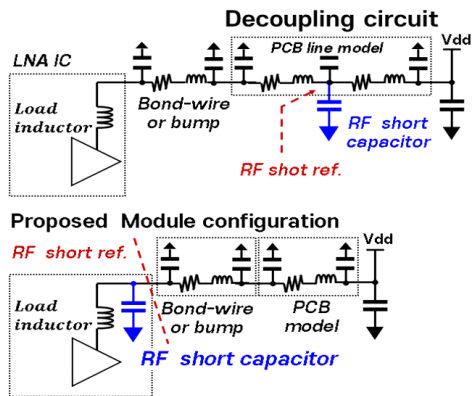 Decoupling circuit
LNA IC
PCB line model
Vdd
Load
inductor
Bond-wire
or bump
RF short
capacitor
RF shot ref.
Proposed Module configuration
RF short ref.
Vdd
Load
inductor
Bond-wire
or bump
PCB
model
RF short capacitor